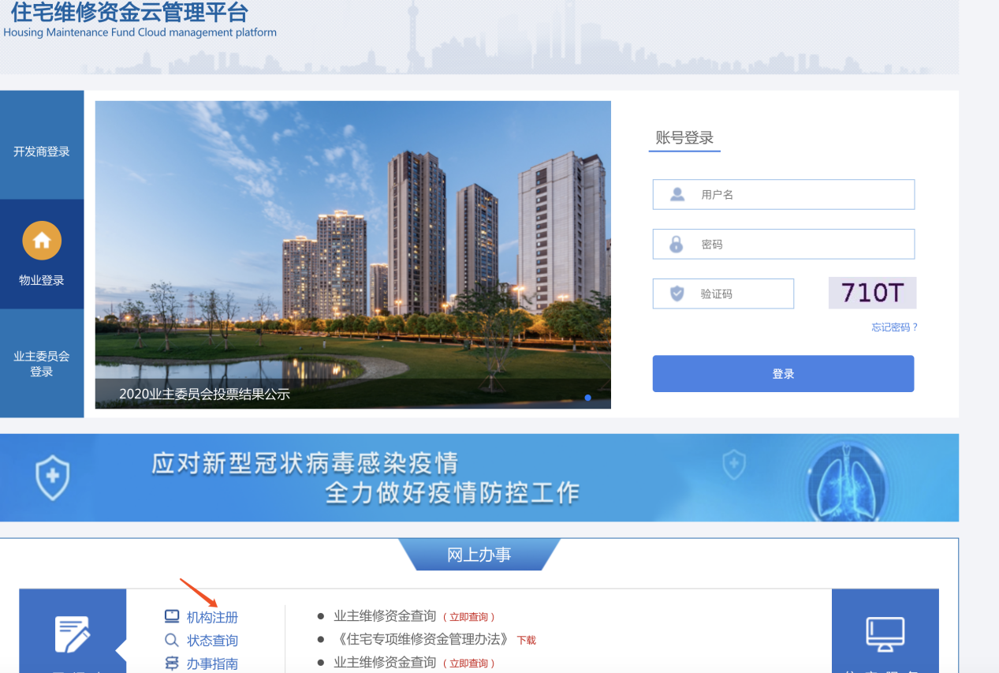 住宅维修资金云管理平台
Housing Maintenance Fund Cloud management platform
开发商登录
物业登录
业主委员会
登录
2020业主委员会投票结果公示
账号登录
用户名
密码
验证码
710T
忘记密码？
登录
应对新型冠状病毒感染疫情
全力做好疫情防控工作
网上办事
机构注册
状态查询
办事指南
业主维修资金查询（立即查询）
《住宅专项维修资金管理办法》 下载
业主维修资金查询（立即查询）